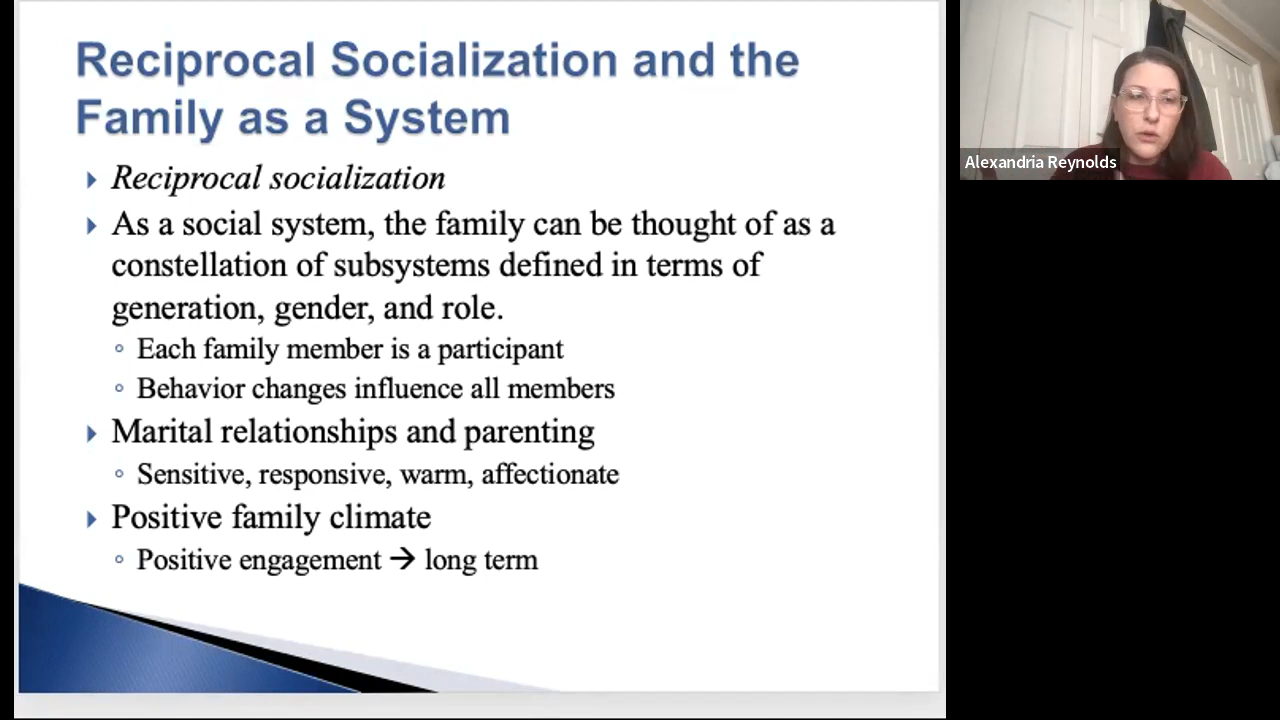 Reciprocal Socialization and the
Family as a System
Reciprocal socialization
As a social system, the family can be thought of as a
constellation of subsystems defined in terms of
generation, gender, and role.
Each family member is a participant
Behavior changes influence all members
Marital relationships and parenting
Sensitive, responsive, warm, affectionate
Positive family climate
Positive engagement → long term
Alexandria Reynolds